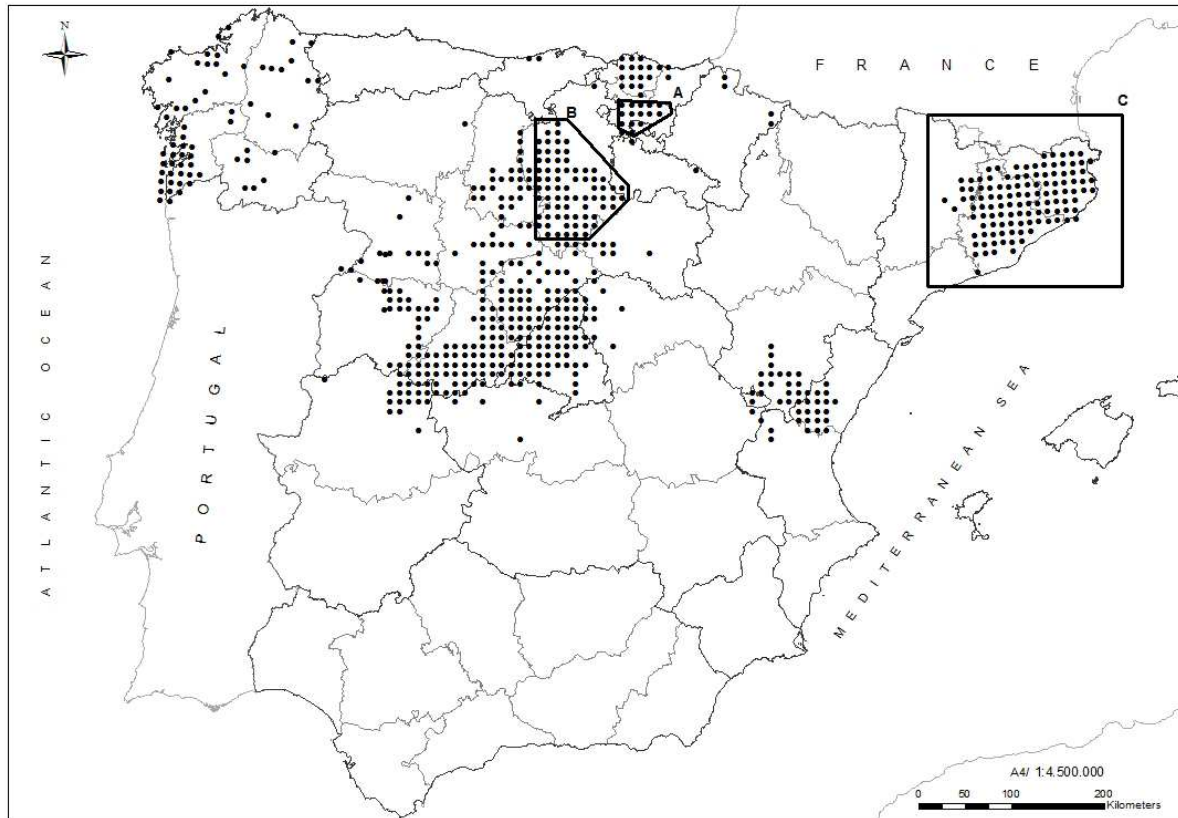 N
F R A N C E
A
B
C
A T L A N T I C O C E A N
P O R T U G A L
M E D I T E R R A N E A N S E A
A4/ 1:4.500.000
0 50 100 200
Kilometers